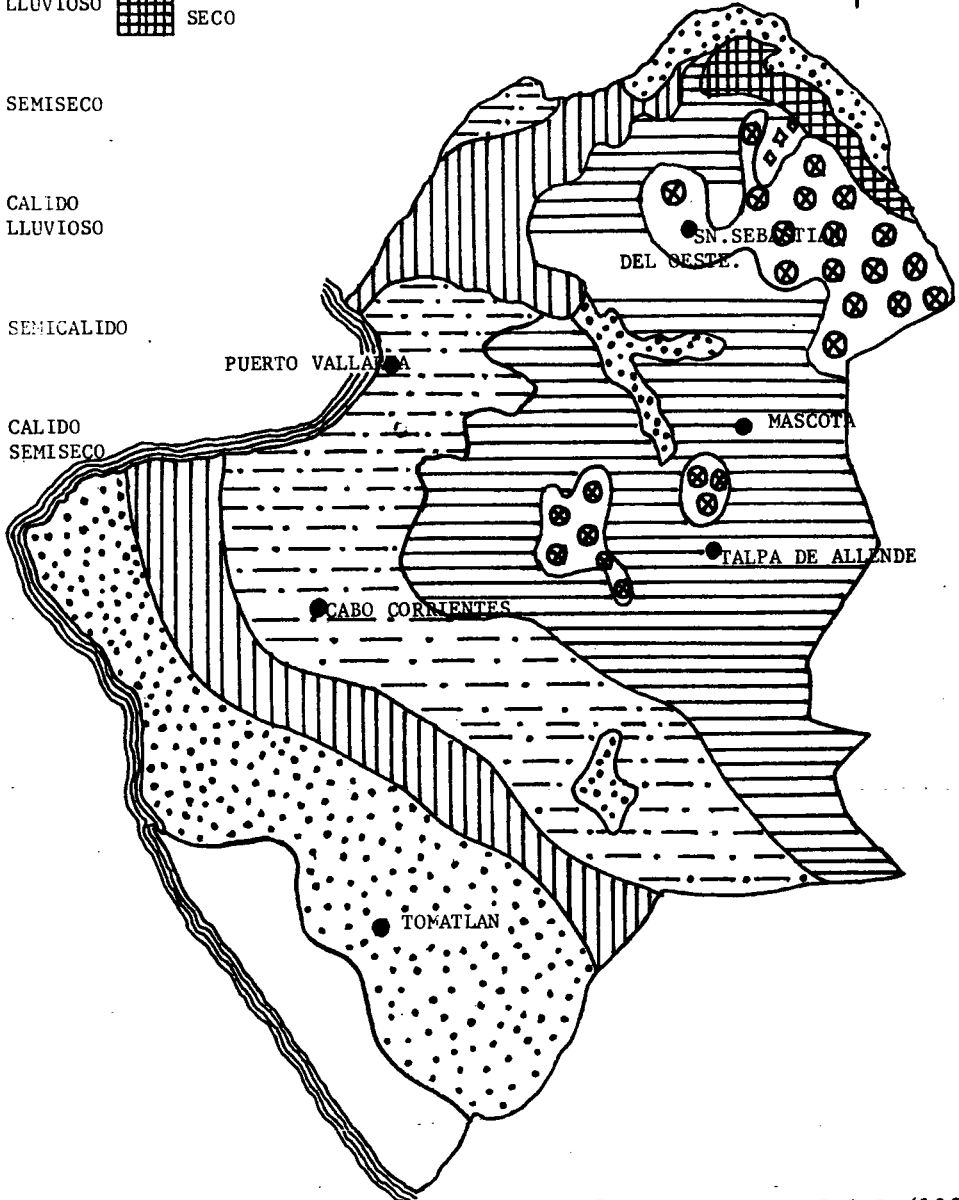 LLUVIOSO
SECO
SEMISECO
CALIDO
LLUVIOSO
SN.SEBASTIAN
DEL OESTE.
SEMICALIDO
PUERTO VALLARTA
MASCOTA
CALIDO
SEMISECO
TALPA DE ALLENDE
CABO CORRIENTES
TOMATLAN